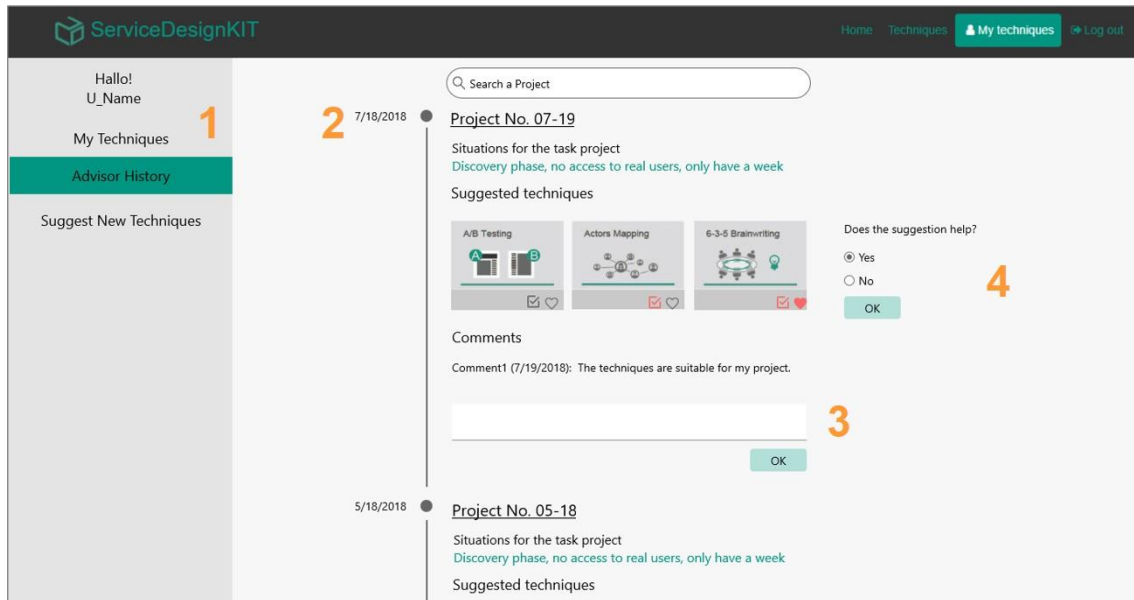 ServiceDesignKIT
Home Techniques My techniques Log out
Hallo!
U_Name
1
My Techniques
Advisor History
Suggest New Techniques
Search a Project
2
7/18/2018
Project No. 07-19
Situations for the task project
Discovery phase, no access to real users, only have a week
Suggested techniques
A/B Testing
A B
Actors Mapping
6-3-5 Brainwriting
Does the suggestion help?
Yes
No
OK
4
Comments
Comment1 (7/19/2018): The techniques are suitable for my project.
3
OK
5/18/2018
Project No. 05-18
Situations for the task project
Discovery phase, no access to real users, only have a week
Suggested techniques